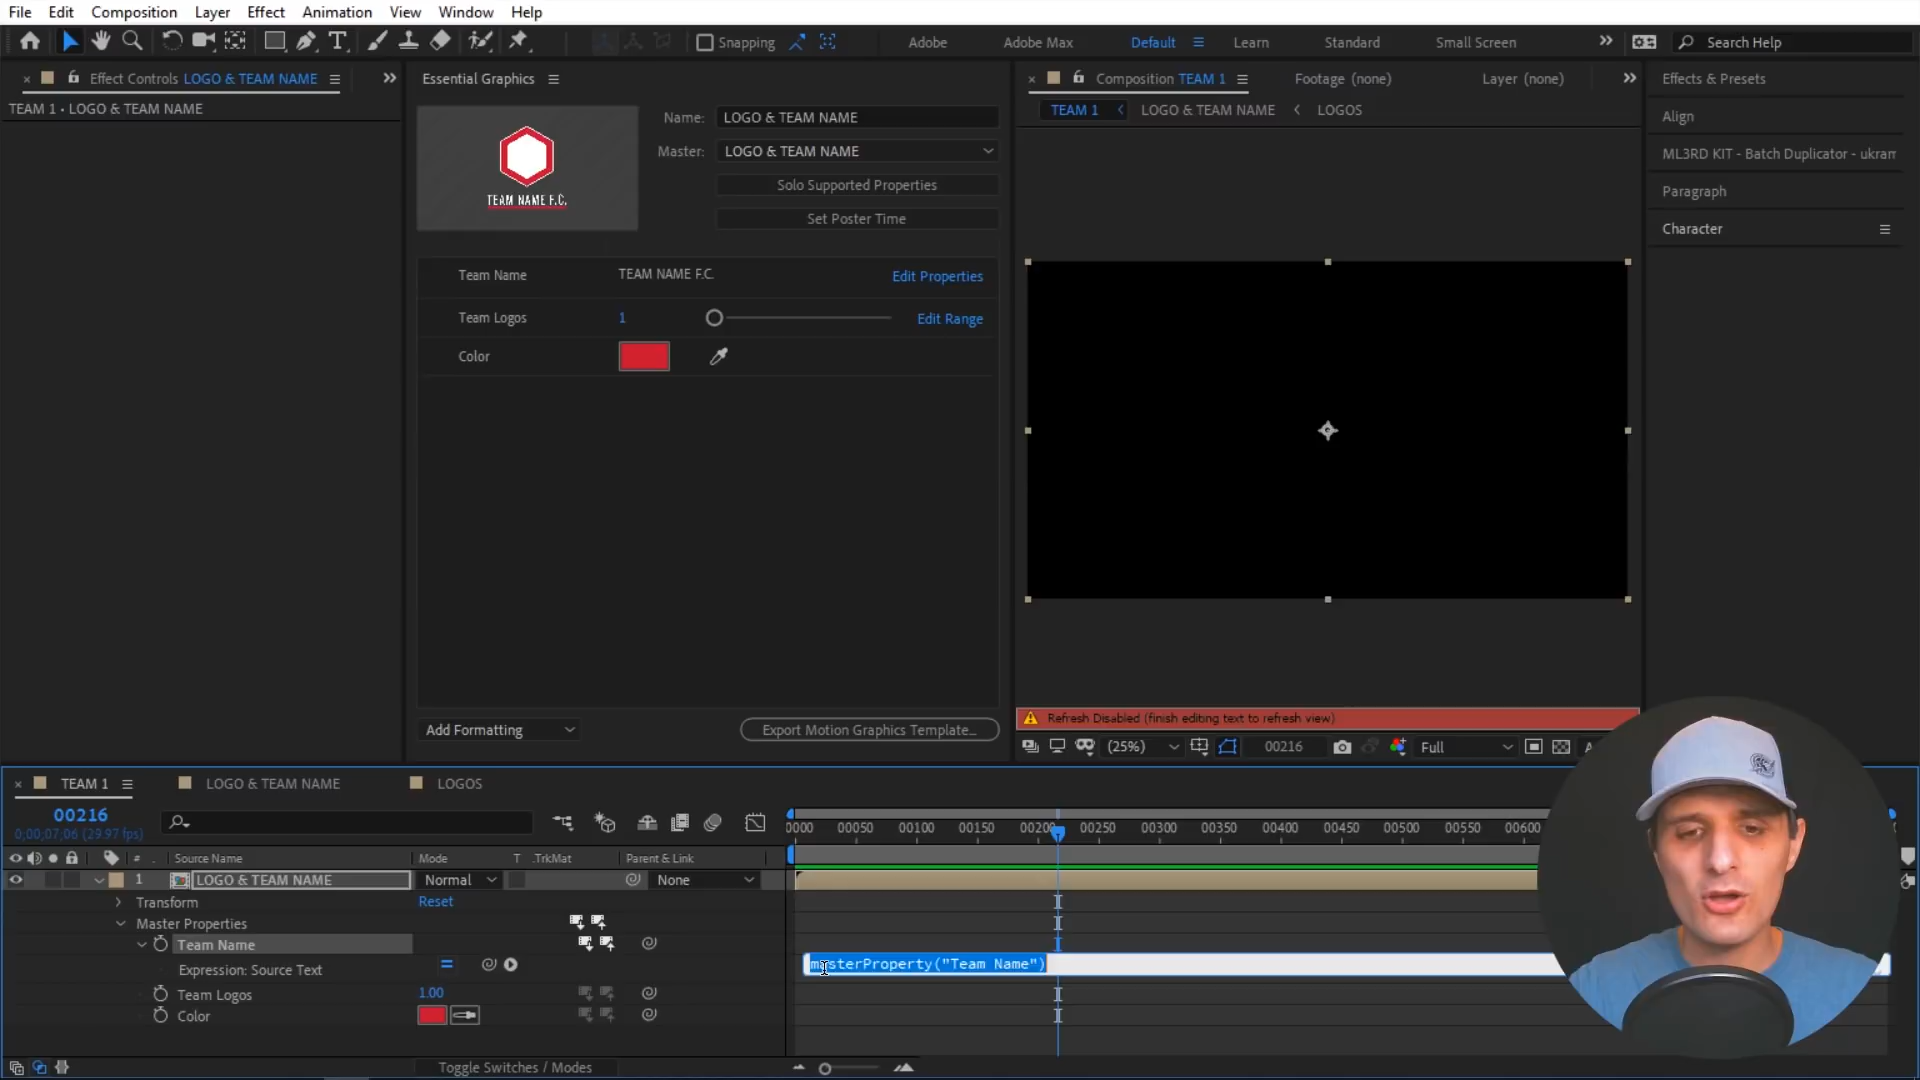 File Edit Composition Layer Effect Animation View Window Help
Snapping Adobe Adobe Max Default Learn Standard Small Screen Search Help
Effect Controls LOGO & TEAM NAME
TEAM 1 • LOGO & TEAM NAME
Essential Graphics
TEAM NAME F.C.
Name: LOGO & TEAM NAME
Master: LOGO & TEAM NAME
Solo Supported Properties
Set Poster Time
Team Name TEAM NAME F.C. Edit Properties
Team Logos 1 Edit Range
Color
Add Formatting Export Motion Graphics Template...
Composition TEAM 1 Footage (none) Layer (none)
TEAM 1 LOGO & TEAM NAME LOGOS
Refresh Disabled (finish editing text to refresh view)
(25%) 00216 Full
Effects & Presets
Align
ML3RD KIT - Batch Duplicator - ukram
Paragraph
Character
TEAM 1 LOGO & TEAM NAME LOGOS
00216
0;00;07;06 (29.97 fps)
0000 00050 00100 00150 00200 00250 00300 00350 00400 00450 00500 00550 00600
# Source Name Mode T .TrkMat Parent & Link
1 LOGO & TEAM NAME Normal None
Transform Reset
Master Properties
Team Name
Expression: Source Text masterProperty("Team Name")
Team Logos 1.00
Color
Toggle Switches / Modes